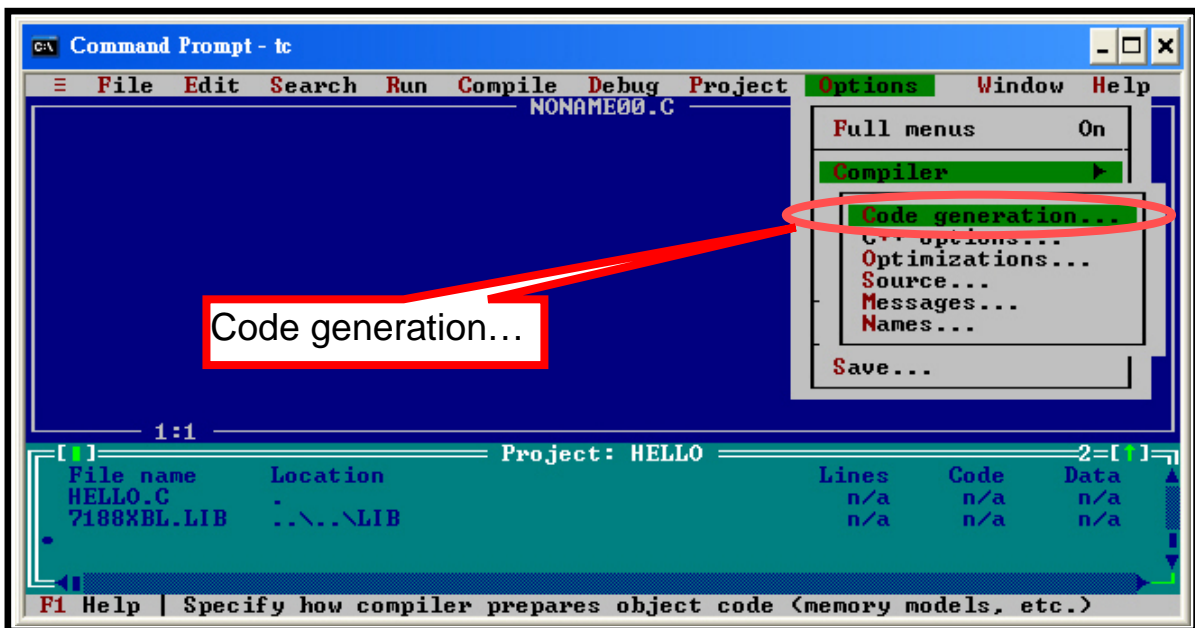 Command Prompt - tc
≡ File Edit Search Run Compile Debug Project Options Window Help
NONAME00.C
Full menus On
Compiler
Code generation...
C++ options...
Optimizations...
Source...
Messages...
Names...
Save...
Code generation…
1:1
Project: HELLO 2=[↑]
File name Location Lines Code Data
HELLO.C . n/a n/a n/a
7188XBL.LIB ..\..\LIB n/a n/a n/a
F1 Help | Specify how compiler prepares object code (memory models, etc.)